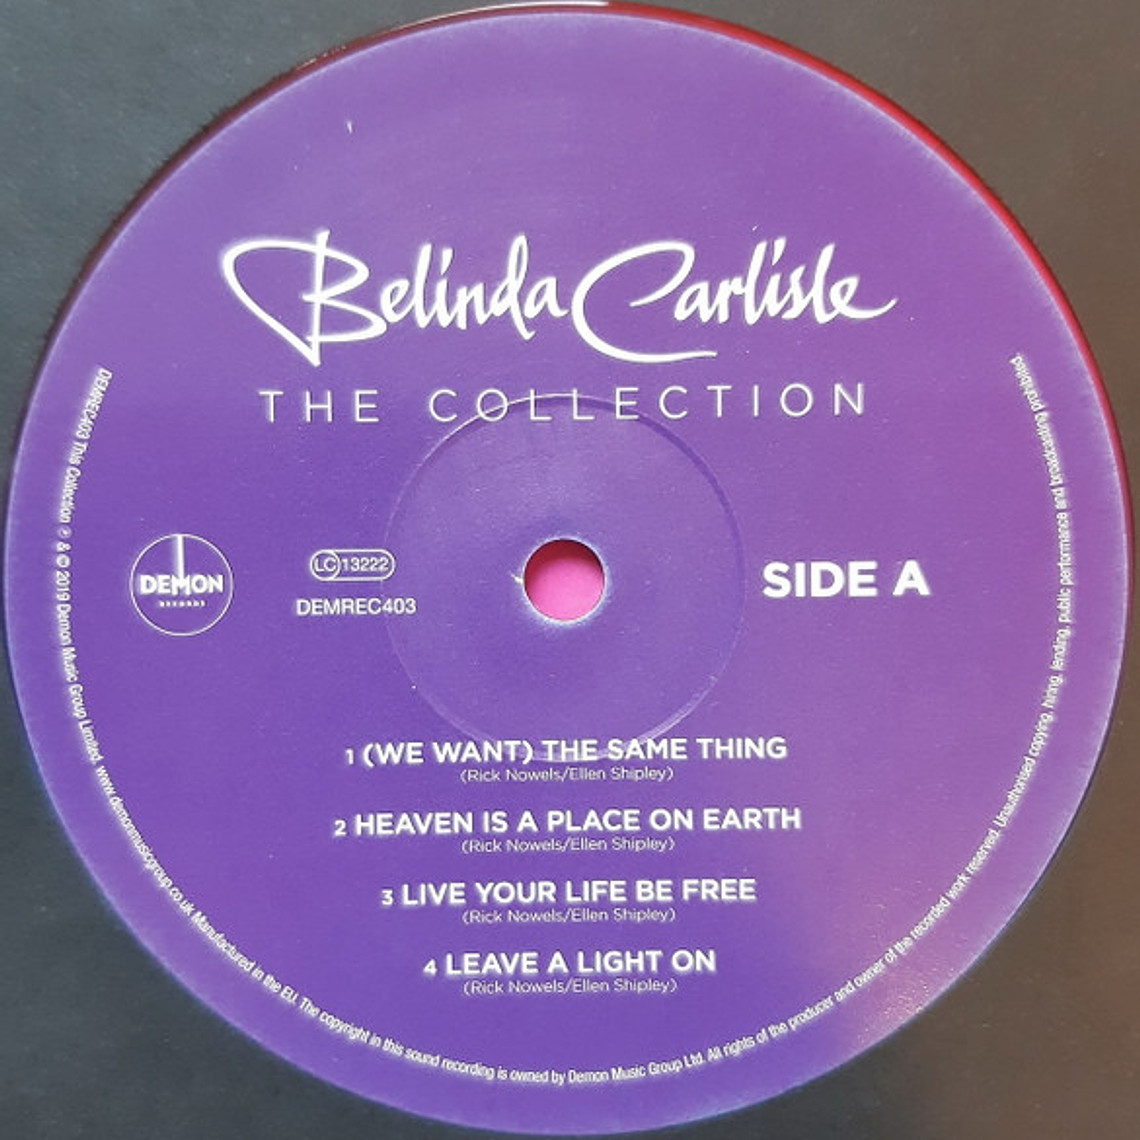 Belinda Carlisle
THE COLLECTION
DEMON
RECORDS
LC 13222
DEMREC403
SIDE A
1 (WE WANT) THE SAME THING
(Rick Nowels/Ellen Shipley)
2 HEAVEN IS A PLACE ON EARTH
(Rick Nowels/Ellen Shipley)
3 LIVE YOUR LIFE BE FREE
(Rick Nowels/Ellen Shipley)
4 LEAVE A LIGHT ON
(Rick Nowels/Ellen Shipley)
DEMREC403 This Collection ℗ & © 2019 Demon Music Group Limited. www.demonmusicgroup.co.uk Manufactured in the EU. The copyright in this sound recording is owned by Demon Music Group Ltd. All rights of the producer and owner of the recorded work reserved. Unauthorised copying, hiring, lending, public performance and broadcasting prohibited.